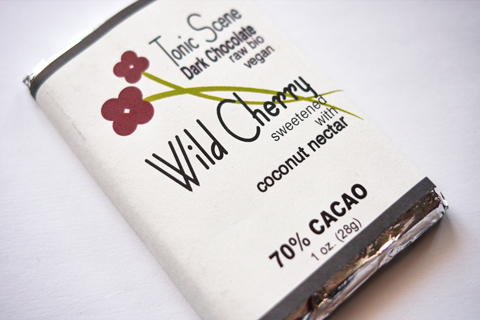 Tonic Scene
Dark Chocolate
raw bio
vegan
Wild Cherry
sweetened
with
coconut nectar
70% CACAO
1 oz. (28g)